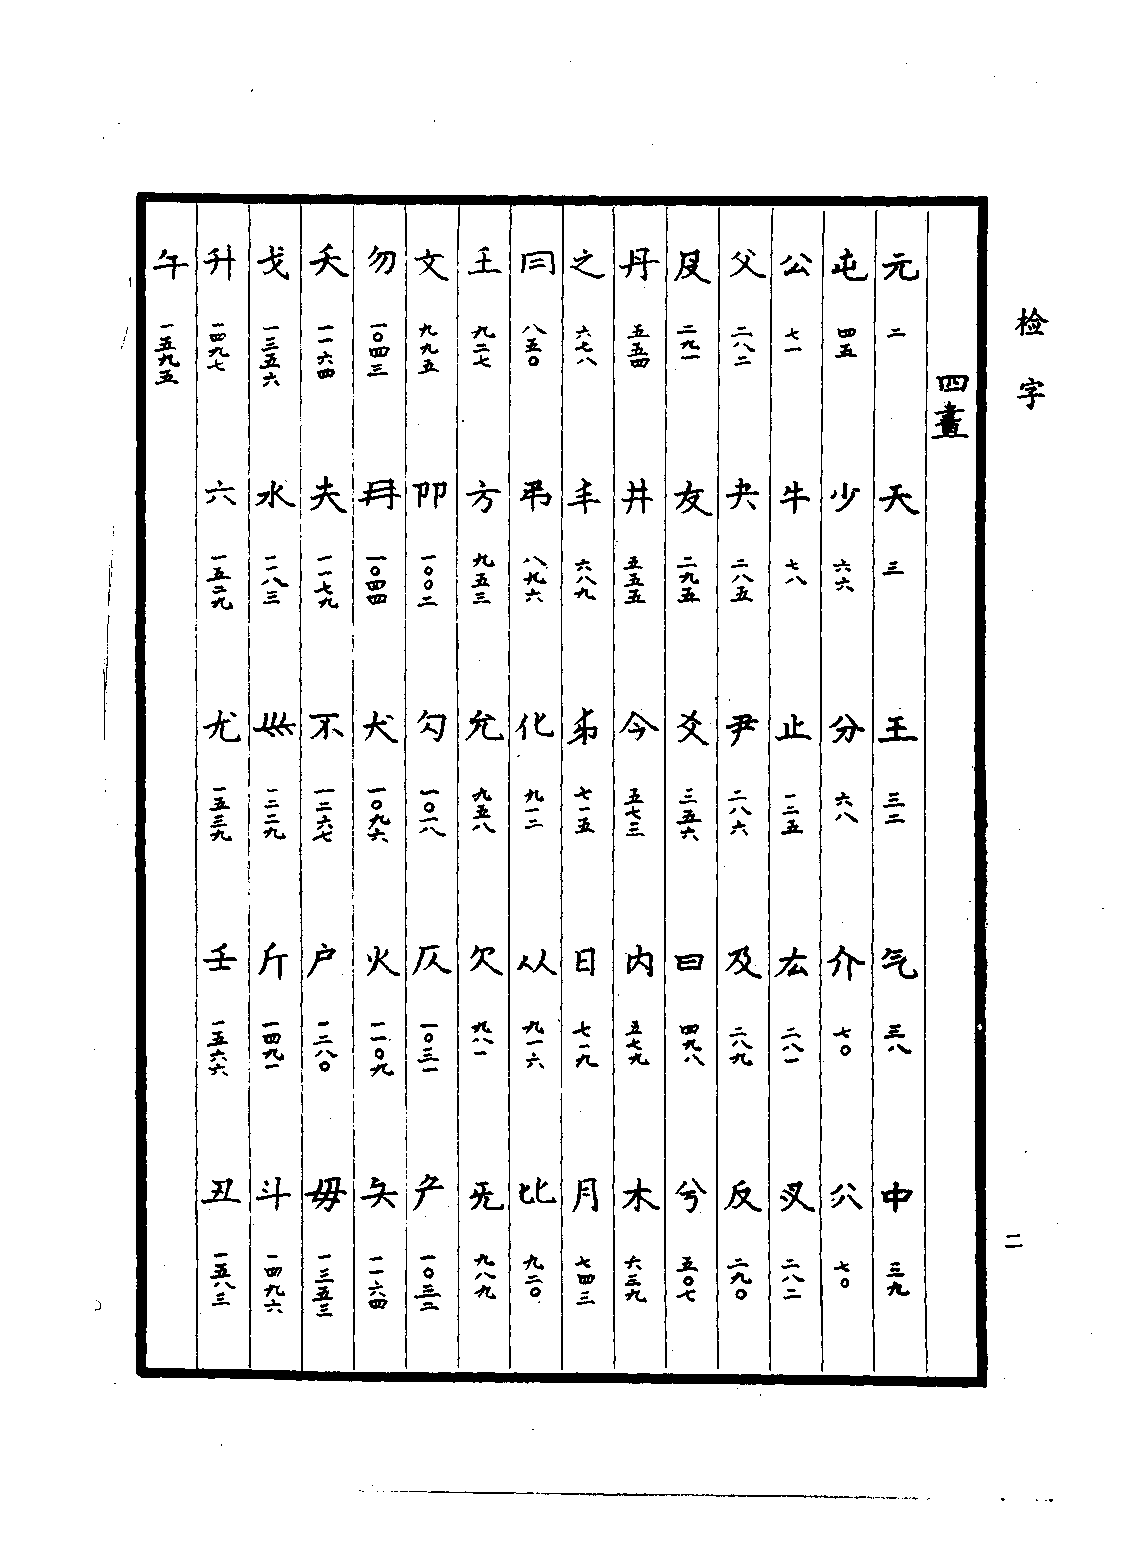 检字
二
四畫
元 二 天 三 王 三二 气 三八 中 三九
屯 四五 少 六六 分 六八 介 七〇 八八 七〇
公 七一 牛 七八 止 一二五 厷 二八一 叉 二八二
父 二八二 夬 二八五 尹 二八六 及 二八九 反 二九〇
𠬝 二九一 友 二九五 爻 三五六 曰 四九八 兮 五〇七
丹 五五四 井 五五五 今 五七三 内 五七九 木 六三九
之 六七八 丰 六八九 七一五 日 七一九 月 七四三
八五〇 八九六 化 九一二 从 九一六 比 九二〇
王 九二七 方 九五三 允 九五八 欠 九八一 旡 九八九
文 九九五 卬 一〇〇二 勾 一〇一八 仄 一〇三一 一〇三二
勿 一〇四三 冄 一〇四四 犬 一〇九六 火 一一〇九 夨 一一六四
夭 一一六四 夫 一一七九 不 一二六七 户 一二八〇 毋 一三五三
戈 一三五六 水 一一八三 巛 一二二九 斤 一四九一 斗 一四九六
升 一四九七 六 一五二九 尤 一五三九 壬 一五六六 丑 一五八三
午 一五九五